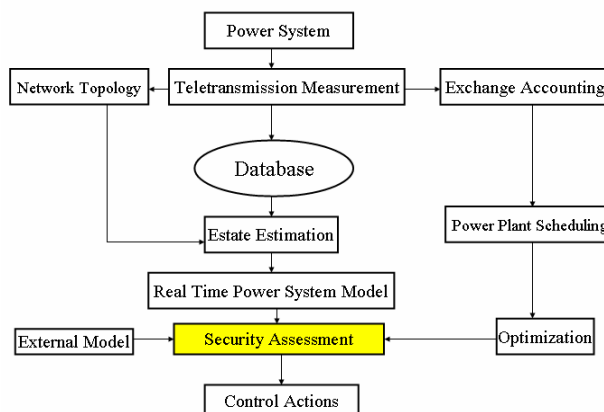 Power System
Network Topology
Teletransmission Measurement
Exchange Accounting
Database
Estate Estimation
Power Plant Scheduling
Real Time Power System Model
External Model
Security Assessment
Optimization
Control Actions